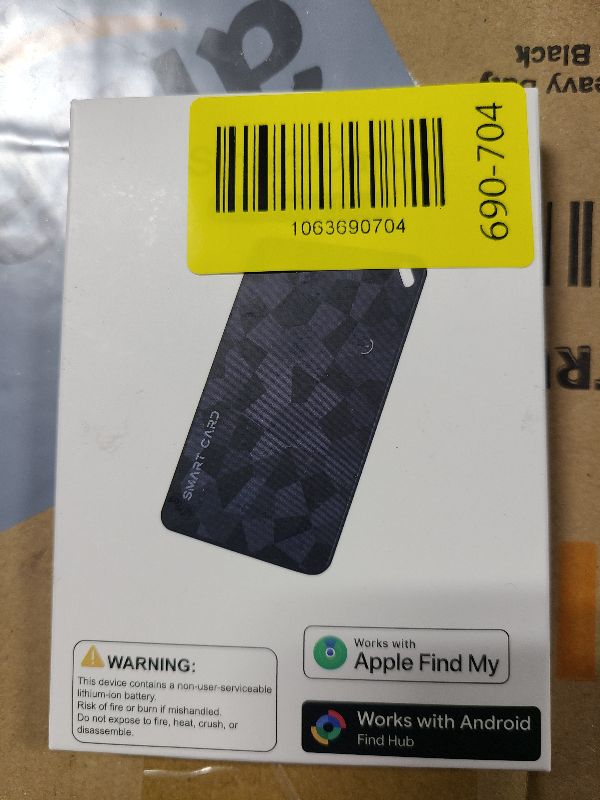 Heavy Duty
Black
1063690704
690-704
SMART CARD
WARNING:
This device contains a non-user-serviceable
lithium-ion battery.
Risk of fire or burn if mishandled.
Do not expose to fire, heat, crush, or
disassemble.
Works with
Apple Find My
Works with Android
Find Hub